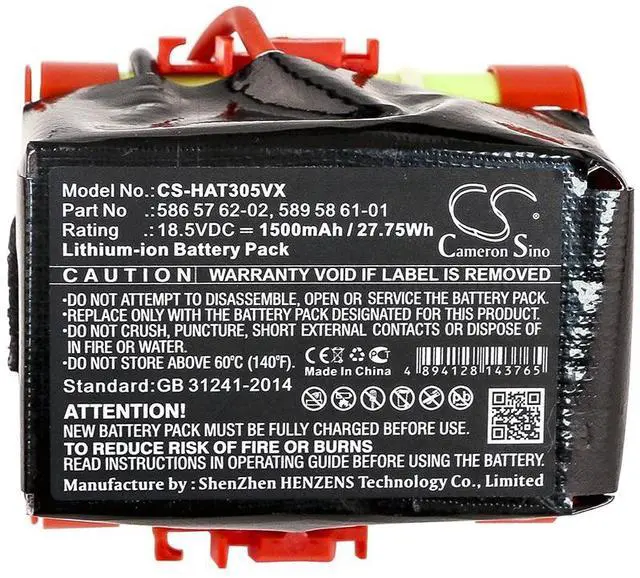 Model No.:CS-HAT305VX
Part No :586 57 62-02, 589 58 61-01
Rating :18.5VDC ⎓ 1500mAh / 27.75Wh
Lithium-ion Battery Pack
CS
Cameron Sino
CAUTION WARRANTY VOID IF LABEL IS REMOVED
•DO NOT ATTEMPT TO DISASSEMBLE, OPEN OR SERVICE THE BATTERY PACK.
•REPLACE ONLY WITH THE BATTERY PACK DESIGNATED FOR THIS PRODUCT.
•DO NOT CRUSH, PUNCTURE, SHORT EXTERNAL CONTACTS OR DISPOSE OF
IN FIRE OR WATER.
•DO NOT STORE ABOVE 60℃ (140℉).
Standard:GB 31241-2014
CE PCT
Made In China
4 894128 143765
ATTENTION!
NEW BATTERY PACK MUST BE FULLY CHARGED BEFORE USE.
TO REDUCE RISK OF FIRE OR BURNS
READ INSTRUCTIONS IN OPERATING GUIDE BEFORE USING THE BATTERY.
Manufacture by : ShenZhen HENZENS Technology Co., Limited